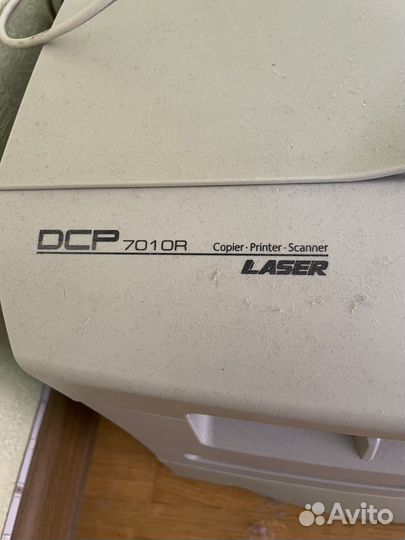 DCP 7010R Copier·Printer·Scanner
LASER
Avito